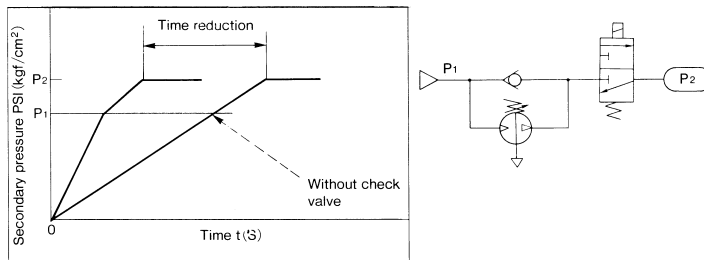 Time reduction
Secondary pressure PSI (kgf/cm²)
P2
P1
Without check
valve
0
Time t (S)
P1
P2